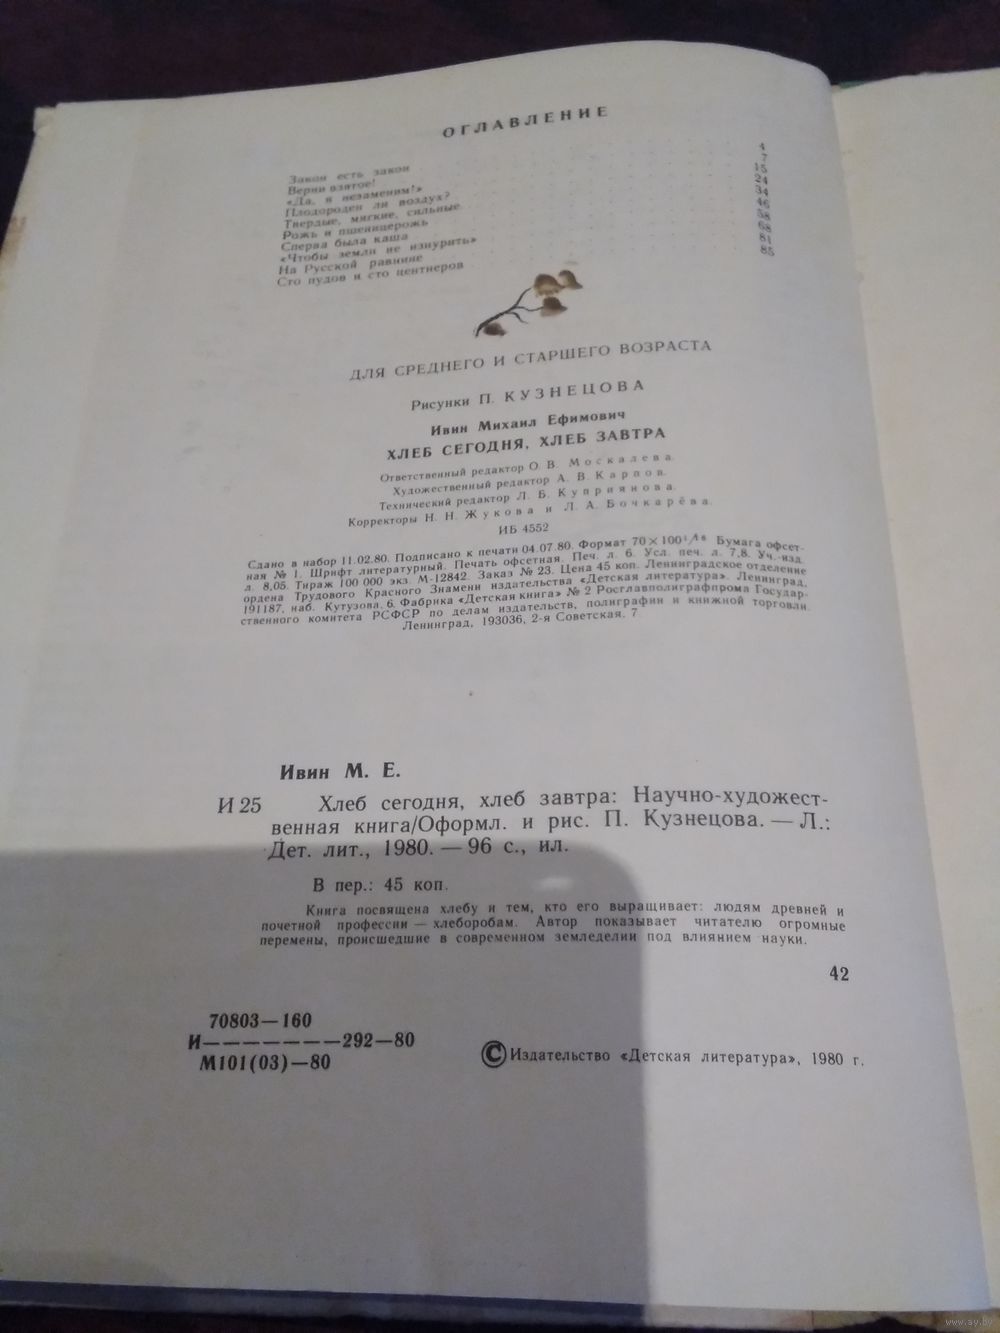 ОГЛАВЛЕНИЕ
Закон есть закон 4
Верни взятое! 7
«Да, я незаменим!» 15
Плодороден ли воздух? 24
Твердые, мягкие, сильные 34
Рожь и пшеницерожь 46
Сперва была каша 58
«Чтобы земли не изнурить» 68
На Русской равнине 81
Сто пудов и сто центнеров 85
ДЛЯ СРЕДНЕГО И СТАРШЕГО ВОЗРАСТА
Рисунки П. КУЗНЕЦОВА
Ивин Михаил Ефимович
ХЛЕБ СЕГОДНЯ, ХЛЕБ ЗАВТРА
Ответственный редактор О. В. Москалева.
Художественный редактор А. В. Карпов.
Технический редактор Л. Б. Куприянова.
Корректоры Н. Н. Жукова и Л. А. Бочкарёва.
ИБ 4552
Сдано в набор 11.02.80. Подписано к печати 04.07.80. Формат 70×100¹/₁₆ Бумага офсет-
ная № 1. Шрифт литературный. Печать офсетная. Печ. л. 6. Усл. печ. л. 7,8. Уч.-изд.
л. 8,05. Тираж 100 000 экз. М-12842. Заказ № 23. Цена 45 коп. Ленинградское отделение
ордена Трудового Красного Знамени издательства «Детская литература». Ленинград,
191187, наб. Кутузова, 6. Фабрика «Детская книга» № 2 Росглавполиграфпрома Государ-
ственного комитета РСФСР по делам издательств, полиграфии и книжной торговли.
Ленинград, 193036, 2-я Советская, 7
Ивин М. Е.
И 25 Хлеб сегодня, хлеб завтра: Научно-художест-
венная книга/Оформл. и рис. П. Кузнецова. — Л.:
Дет. лит., 1980. — 96 с., ил.
В пер.: 45 коп.
Книга посвящена хлебу и тем, кто его выращивает: людям древней и
почетной профессии — хлеборобам. Автор показывает читателю огромные
перемены, происшедшие в современном земледелии под влиянием науки.
42
70803—160
И———————292—80
М101(03)—80
© Издательство «Детская литература», 1980 г.
www.ay.by